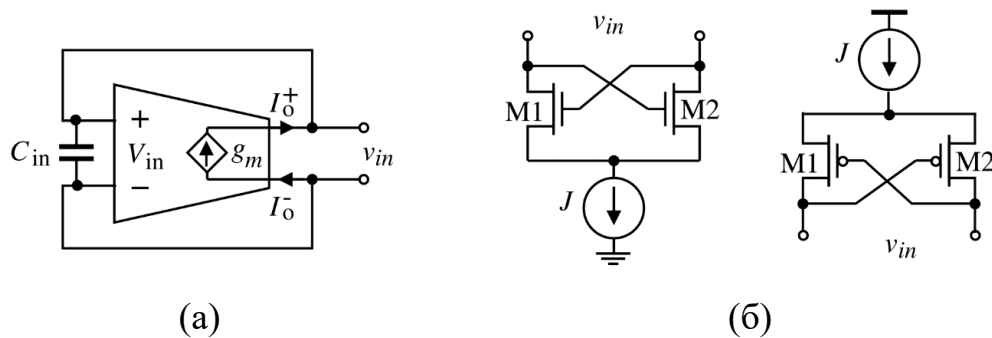 C_in
+
V_in
−
g_m
I_o^+
I_o^-
v_in
(а)
v_in
M1
M2
J
J
M1
M2
v_in
(б)